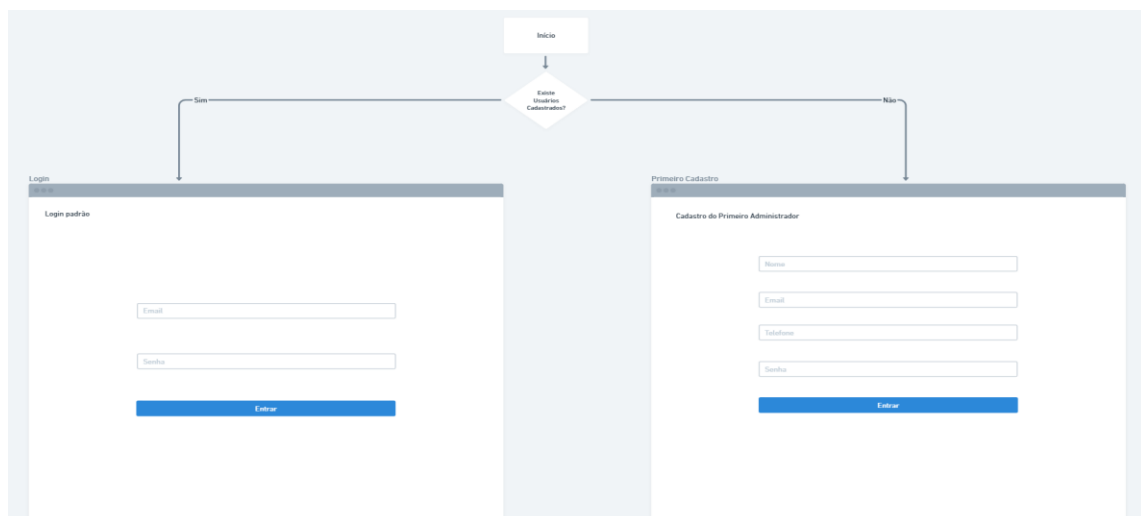 Início
Existe
Usuários
Cadastrados?
Sim
Não
Login
Login padrão
Email
Senha
Entrar
Primeiro Cadastro
Cadastro do Primeiro Administrador
Nome
Email
Telefone
Senha
Entrar